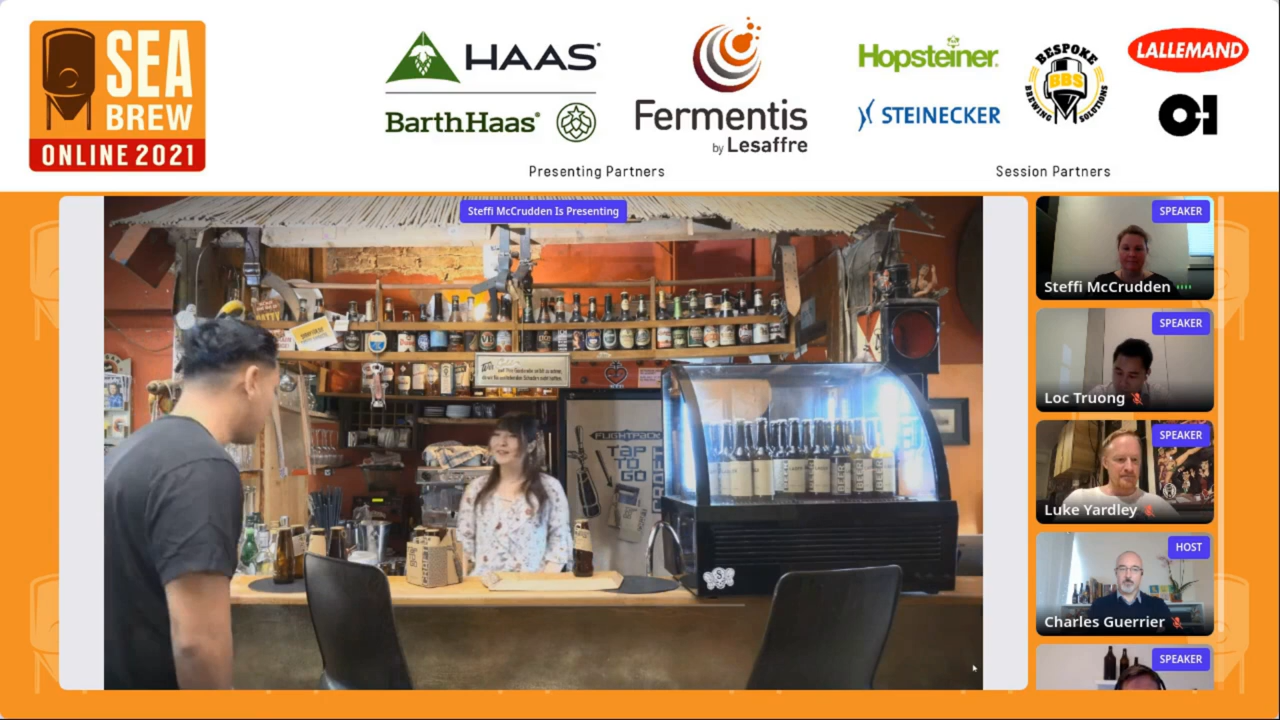 SEA
BREW
ONLINE 2021
HAAS
BarthHaas
Fermentis
by Lesaffre
Presenting Partners
Hopsteiner
STEINECKER
BESPOKE
BBS
BREWING SOLUTIONS
LALLEMAND
O-I
Session Partners
Steffi McCrudden Is Presenting
TAP
TO
GO
SPEAKER
Steffi McCrudden
SPEAKER
Loc Truong
SPEAKER
Luke Yardley
HOST
Charles Guerrier
SPEAKER